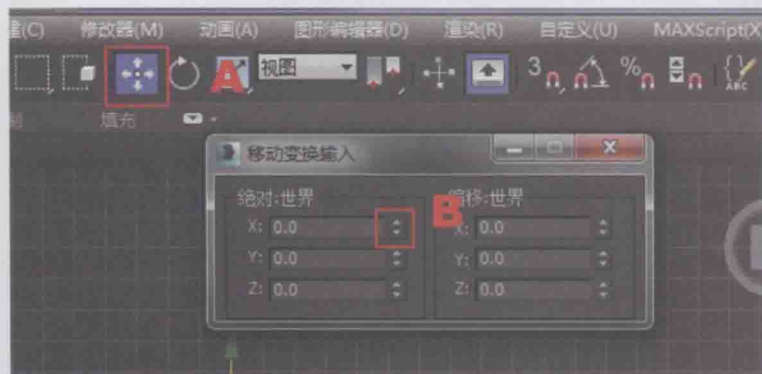 建(C) 修改器(M) 动画(A) 图形编辑器(D) 渲染(R) 自定义(U) MAXScript(X
A 视图 3 % ABC
填充
移动变换输入
绝对:世界 B 偏移:世界
X: 0.0 X: 0.0
Y: 0.0 Y: 0.0
Z: 0.0 Z: 0.0